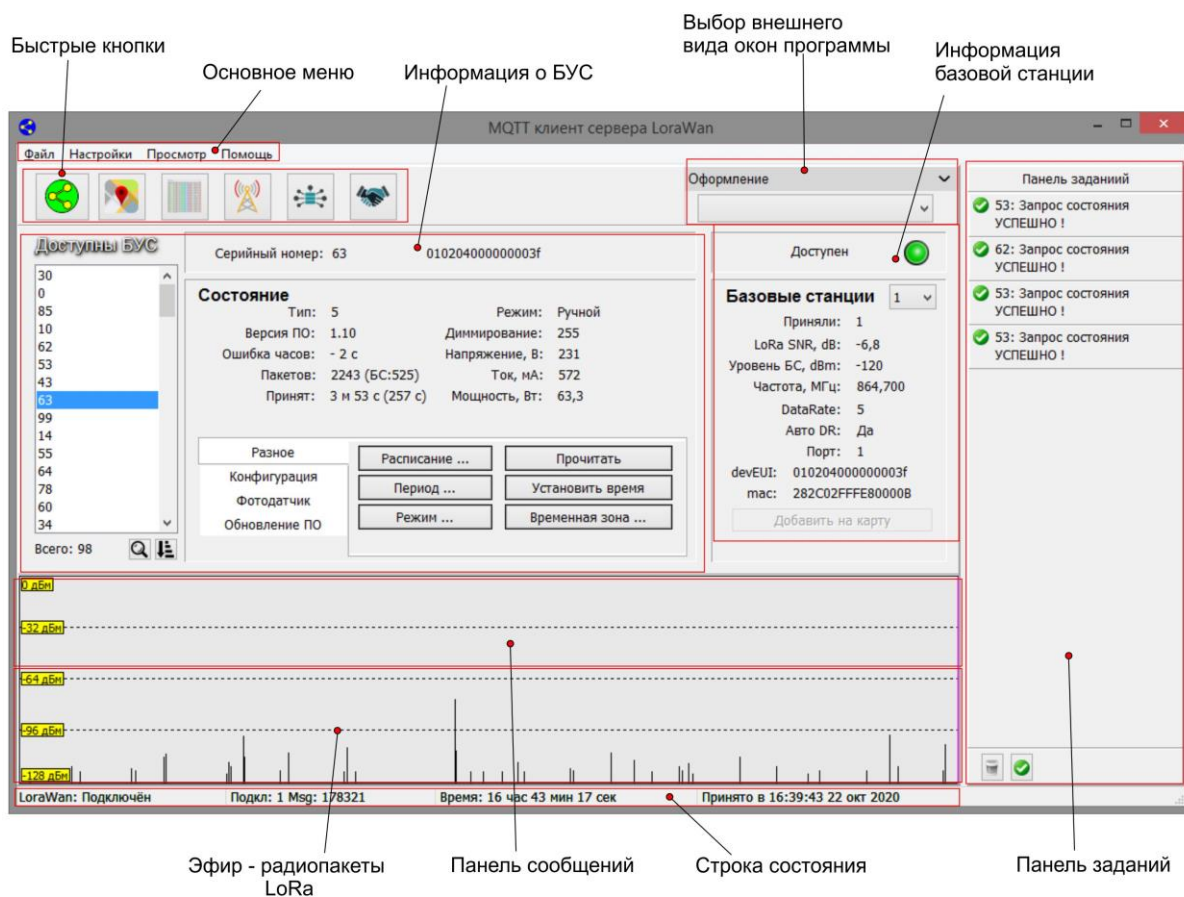 Быстрые кнопки
Основное меню
Информация о БУС
Выбор внешнего
вида окон программы
Информация
базовой станции
MQTT клиент сервера LoraWan
Файл Настройки Просмотр Помощь
Оформление
Панель заданиий
53: Запрос состояния
УСПЕШНО !
62: Запрос состояния
УСПЕШНО !
53: Запрос состояния
УСПЕШНО !
53: Запрос состояния
УСПЕШНО !
Доступны БУС
30
0
85
10
62
53
43
63
99
14
55
64
78
60
34
Всего: 98
Серийный номер: 63 010204000000003f
Состояние
Тип: 5 Режим: Ручной
Версия ПО: 1.10 Диммирование: 255
Ошибка часов: - 2 с Напряжение, В: 231
Пакетов: 2243 (БС:525) Ток, мА: 572
Принят: 3 м 53 с (257 с) Мощность, Вт: 63,3
Разное
Конфигурация
Фотодатчик
Обновление ПО
Расписание ... Прочитать
Период ... Установить время
Режим ... Временная зона ...
Доступен
Базовые станции 1
Приняли: 1
LoRa SNR, dB: -6,8
Уровень БС, dBm: -120
Частота, МГц: 864,700
DataRate: 5
Авто DR: Да
Порт: 1
devEUI: 010204000000003f
mac: 282C02FFFE80000B
Добавить на карту
0 дБм
-32 дБм
-64 дБм
-96 дБм
-128 дБм
LoraWan: Подключён Подкл: 1 Msg: 178321 Время: 16 час 43 мин 17 сек Принято в 16:39:43 22 окт 2020
Эфир - радиопакеты
LoRa
Панель сообщений
Строка состояния
Панель заданий